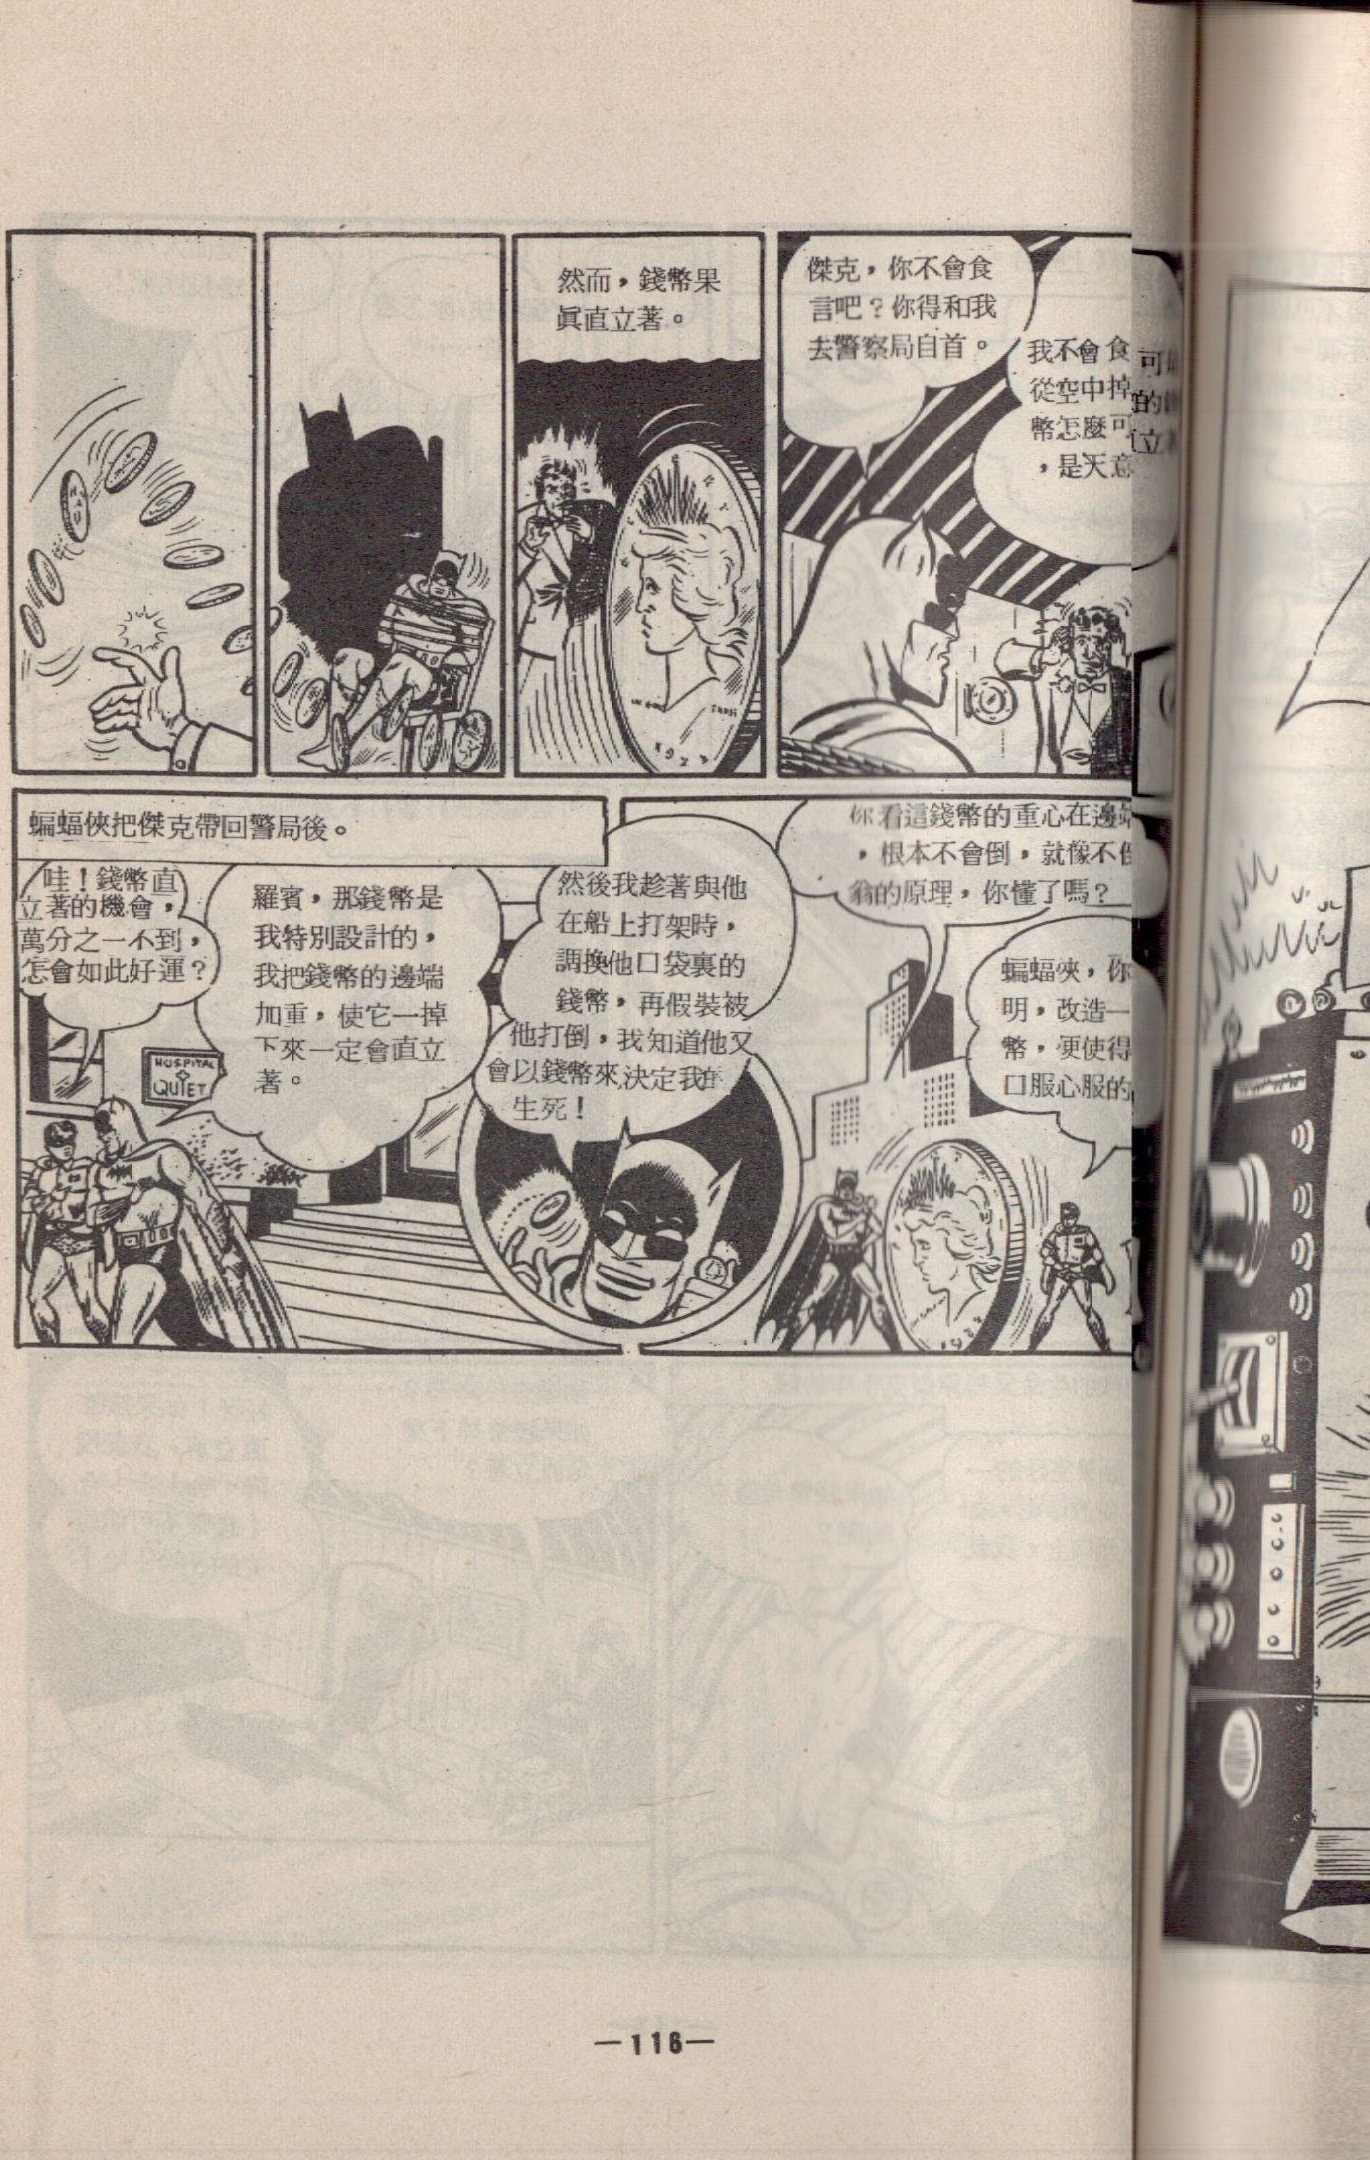 然而，錢幣果
眞直立著。
傑克，你不會食
言吧？你得和我
去警察局自首。
我不會食
從空中掉
幣怎麼可
，是天意
可
的
立
蝙蝠俠把傑克帶回警局後。
哇！錢幣直
立著的機會，
萬分之一不到，
怎會如此好運？
羅賓，那錢幣是
我特別設計的，
我把錢幣的邊端
加重，使它一掉
下來一定會直立
著。
HOSPITAL
QUIET
然後我趁著與他
在船上打架時，
調換他口袋裏的
錢幣，再假裝被
他打倒，我知道他又
會以錢幣來決定我的
生死！
你看這錢幣的重心在邊端
，根本不會倒，就像不倒
翁的原理，你懂了嗎？
蝙蝠俠，你
明，改造一
幣，便使得
口服心服的
—116—